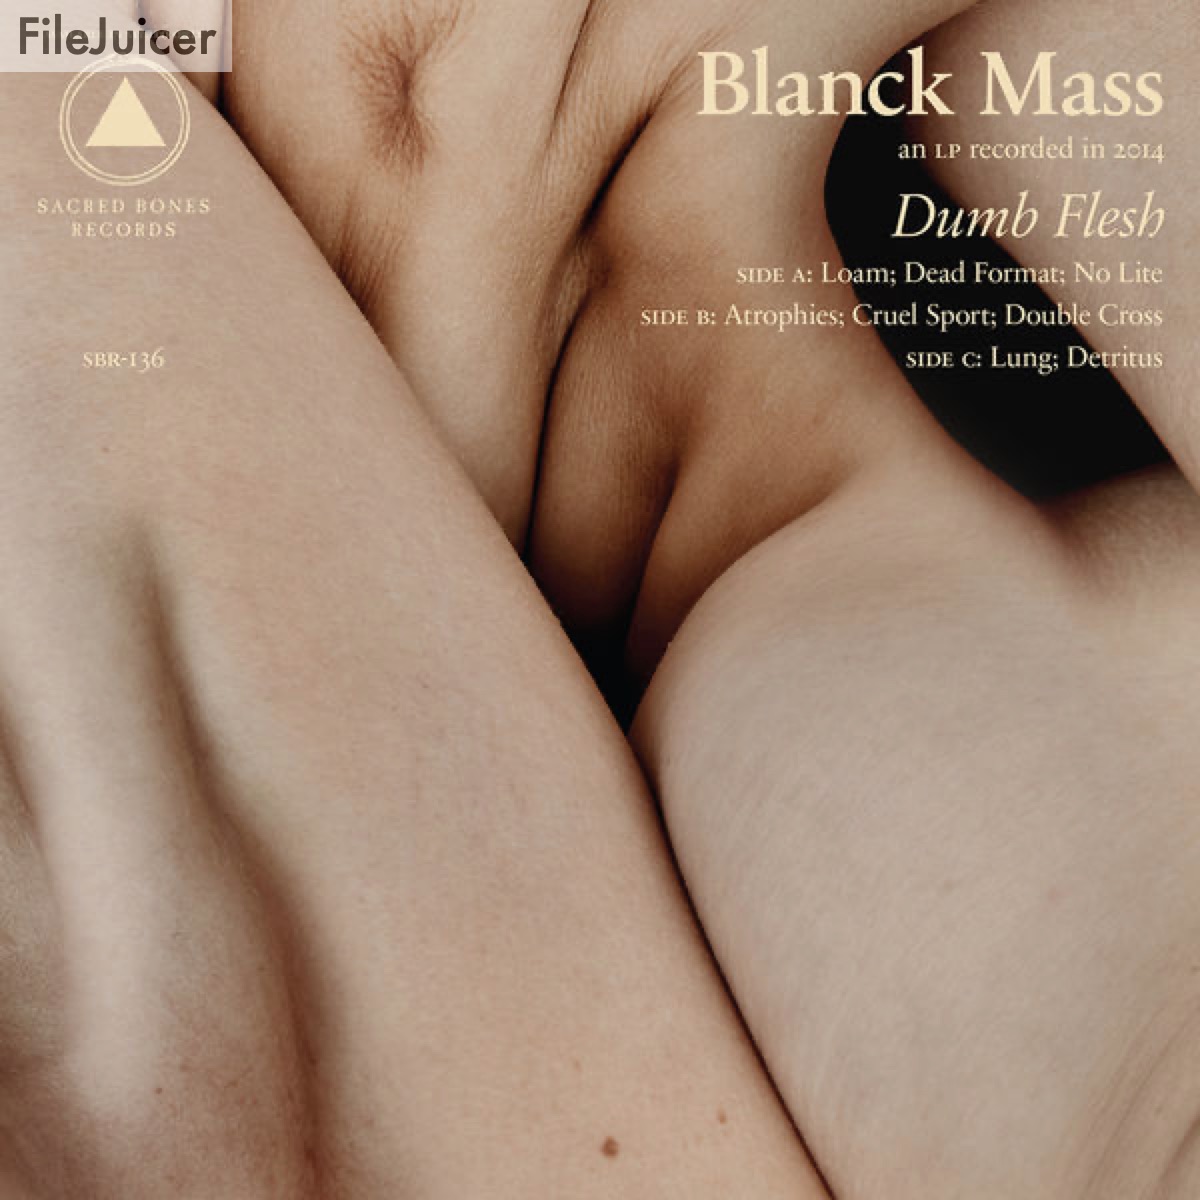 FileJuicer
SACRED BONES
RECORDS
SBR-136
Blanck Mass
an LP recorded in 2014
Dumb Flesh
SIDE A: Loam; Dead Format; No Lite
SIDE B: Atrophies; Cruel Sport; Double Cross
SIDE C: Lung; Detritus